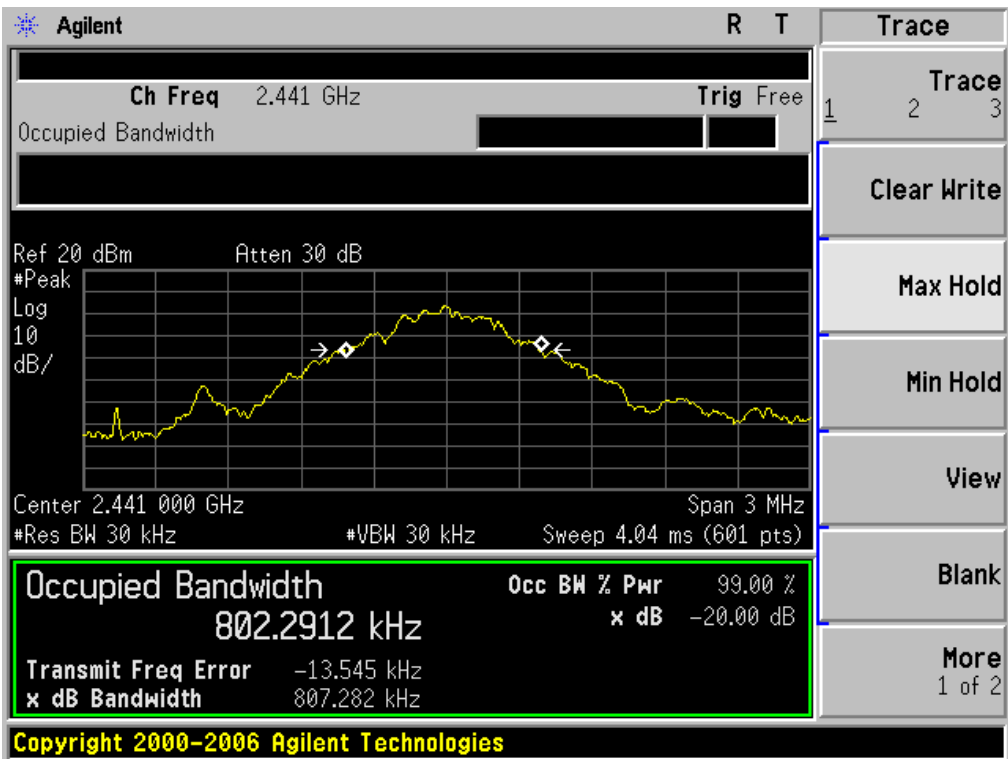 Agilent R T Trace
Ch Freq 2.441 GHz Trig Free
Occupied Bandwidth
Trace
1 2 3
Clear Write
Ref 20 dBm Atten 30 dB
#Peak
Log
10
dB/
Max Hold
Min Hold
View
Center 2.441 000 GHz Span 3 MHz
#Res BW 30 kHz #VBW 30 kHz Sweep 4.04 ms (601 pts)
Occupied Bandwidth Occ BW % Pwr 99.00 %
802.2912 kHz x dB -20.00 dB
Transmit Freq Error -13.545 kHz
x dB Bandwidth 807.282 kHz
Blank
More
1 of 2
Copyright 2000-2006 Agilent Technologies